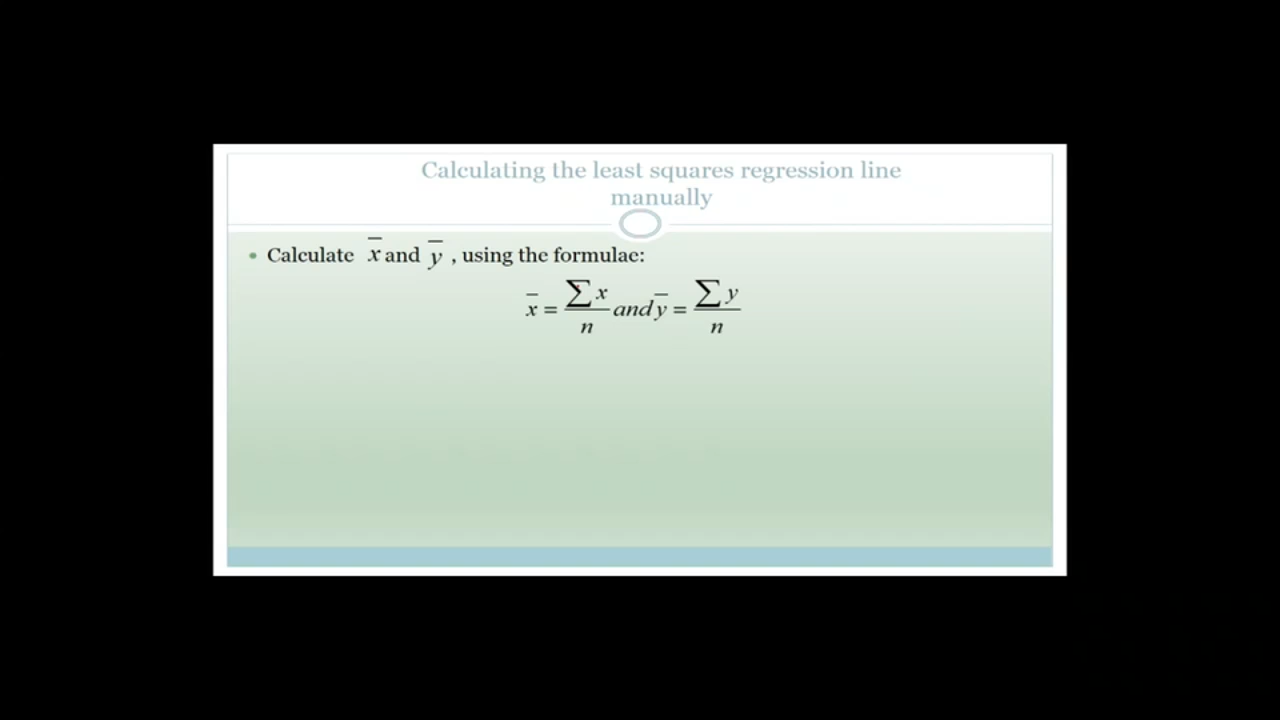 Calculating the least squares regression line
manually
• Calculate x̅ and y̅ , using the formulae:
x̅ = ∑x / n and y̅ = ∑y / n